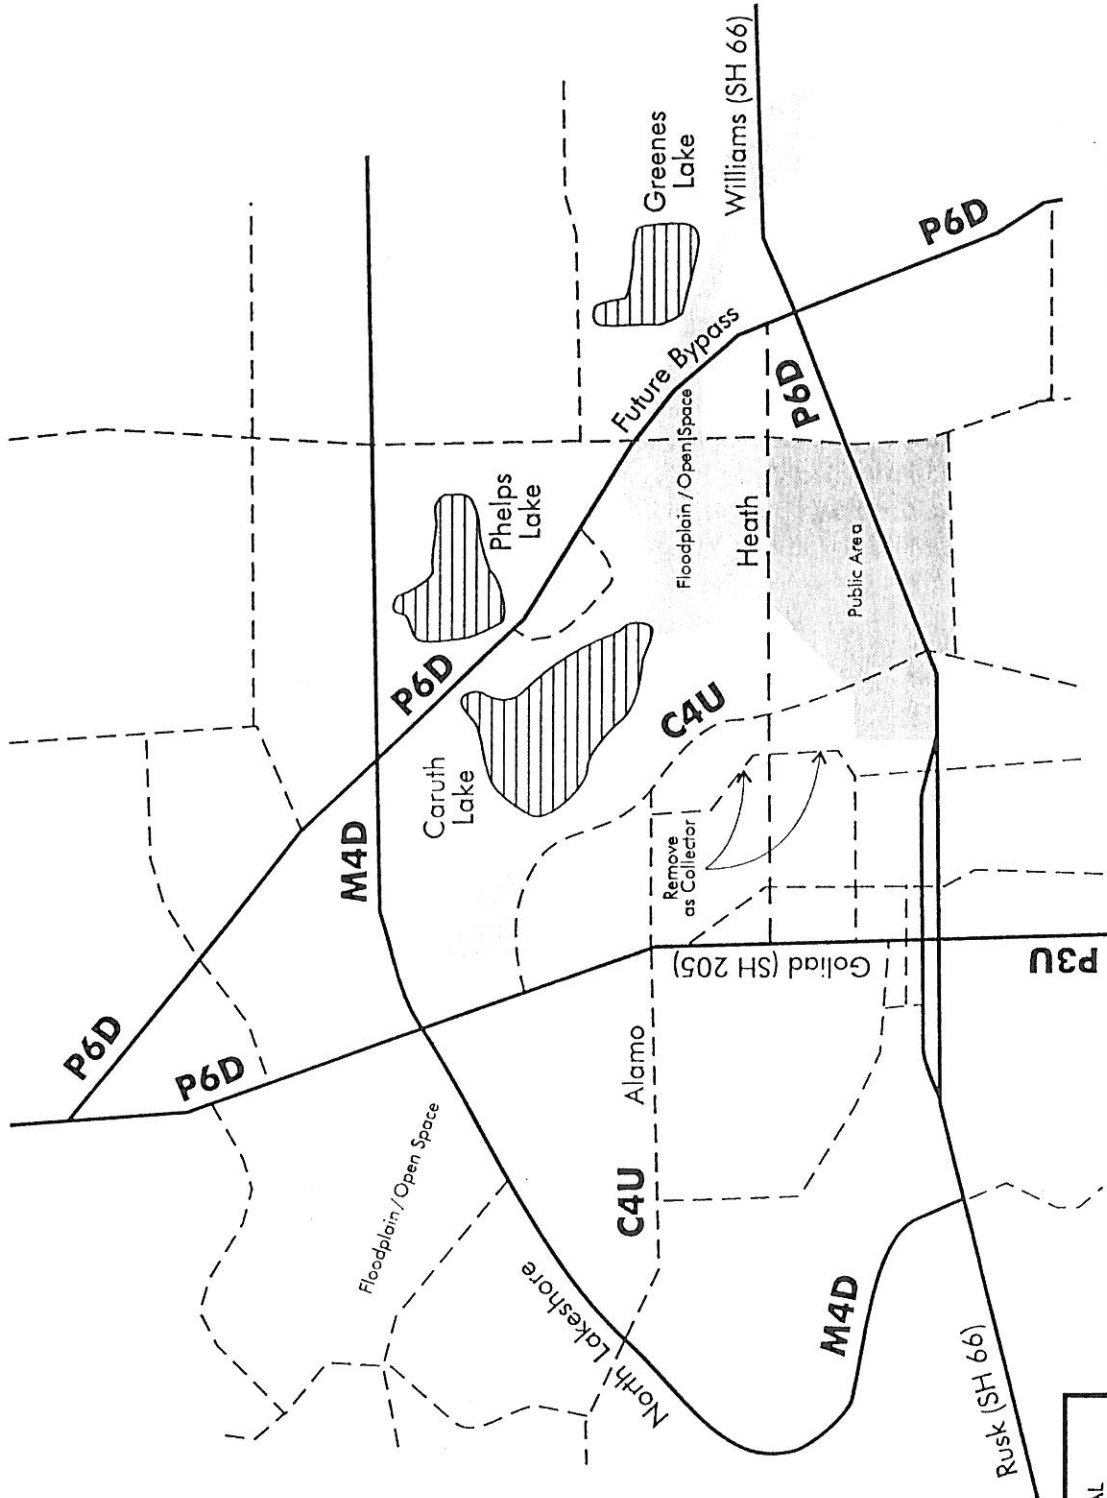 Williams (SH 66)
Greenes
Lake
P6D
Future Bypass
P6D
Floodplain / Open Space
Phelps
Lake
Heath
Public Area
P6D
C4U
Caruth
Lake
M4D
Remove
as Collector
Goliad (SH 205)
P3U
P6D
P6D
Alamo
Floodplain / Open Space
C4U
North Lakeshore
M4D
Rusk (SH 66)